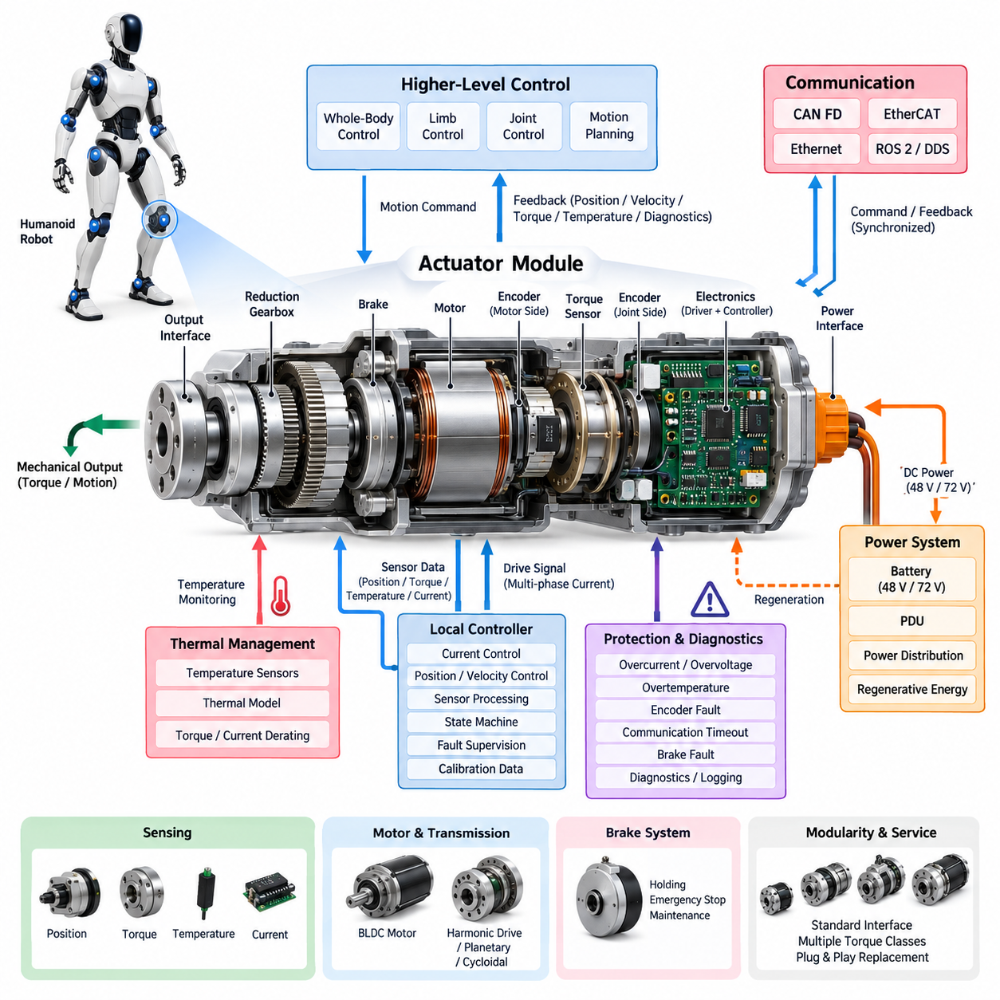 Higher-Level Control
Whole-Body
Control
Limb
Control
Joint
Control
Motion
Planning
Communication
CAN FD
EtherCAT
Ethernet
ROS 2 / DDS
Motion Command
Feedback (Position / Velocity /
Torque / Temperature / Diagnostics)
Command / Feedback
(Synchronized)
Humanoid
Robot
Actuator Module
Output
Interface
Reduction
Gearbox
Brake
Motor
Encoder
(Motor Side)
Torque
Sensor
Encoder
(Joint Side)
Electronics
(Driver + Controller)
Power
Interface
Mechanical Output
(Torque / Motion)
DC Power
(48 V / 72 V)
Temperature
Monitoring
Sensor Data
(Position / Torque /
Temperature / Current)
Drive Signal
(Multi-phase Current)
Regeneration
Thermal Management
Temperature Sensors
Thermal Model
Torque / Current Derating
Local Controller
Current Control
Position / Velocity Control
Sensor Processing
State Machine
Fault Supervision
Calibration Data
Protection & Diagnostics
Overcurrent / Overvoltage
Overtemperature
Encoder Fault
Communication Timeout
Brake Fault
Diagnostics / Logging
Power System
Battery
(48 V / 72 V)
PDU
Power Distribution
Regenerative Energy
Sensing
Position
Torque
Temperature
Current
Motor & Transmission
BLDC Motor
Harmonic Drive
/ Planetary
/ Cycloidal
Brake System
Holding
Emergency Stop
Maintenance
Modularity & Service
Standard Interface
Multiple Torque Classes
Plug & Play Replacement